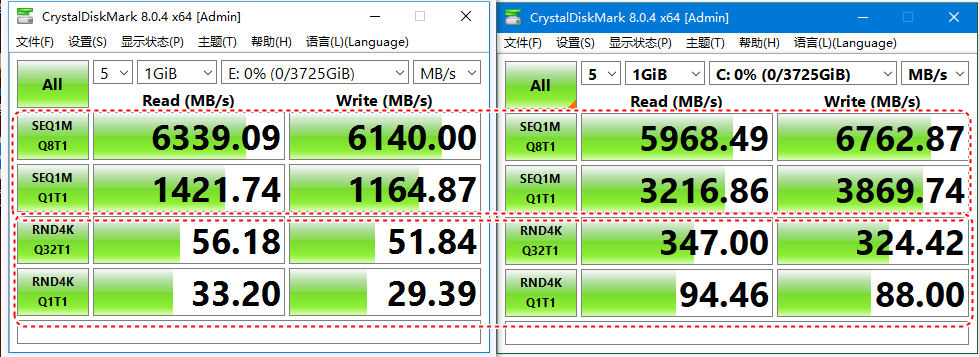 CrystalDiskMark 8.0.4 x64 [Admin]
文件(F) 设置(S) 显示状态(P) 主题(T) 帮助(H) 语言(L)(Language)
All 5 1GiB E: 0% (0/3725GiB) MB/s
Read (MB/s) Write (MB/s)
SEQ1M
Q8T1 6339.09 6140.00
SEQ1M
Q1T1 1421.74 1164.87
RND4K
Q32T1 56.18 51.84
RND4K
Q1T1 33.20 29.39
CrystalDiskMark 8.0.4 x64 [Admin]
文件(F) 设置(S) 显示状态(P) 主题(T) 帮助(H) 语言(L)(Language)
All 5 1GiB C: 0% (0/3725GiB) MB/s
Read (MB/s) Write (MB/s)
SEQ1M
Q8T1 5968.49 6762.87
SEQ1M
Q1T1 3216.86 3869.74
RND4K
Q32T1 347.00 324.42
RND4K
Q1T1 94.46 88.00